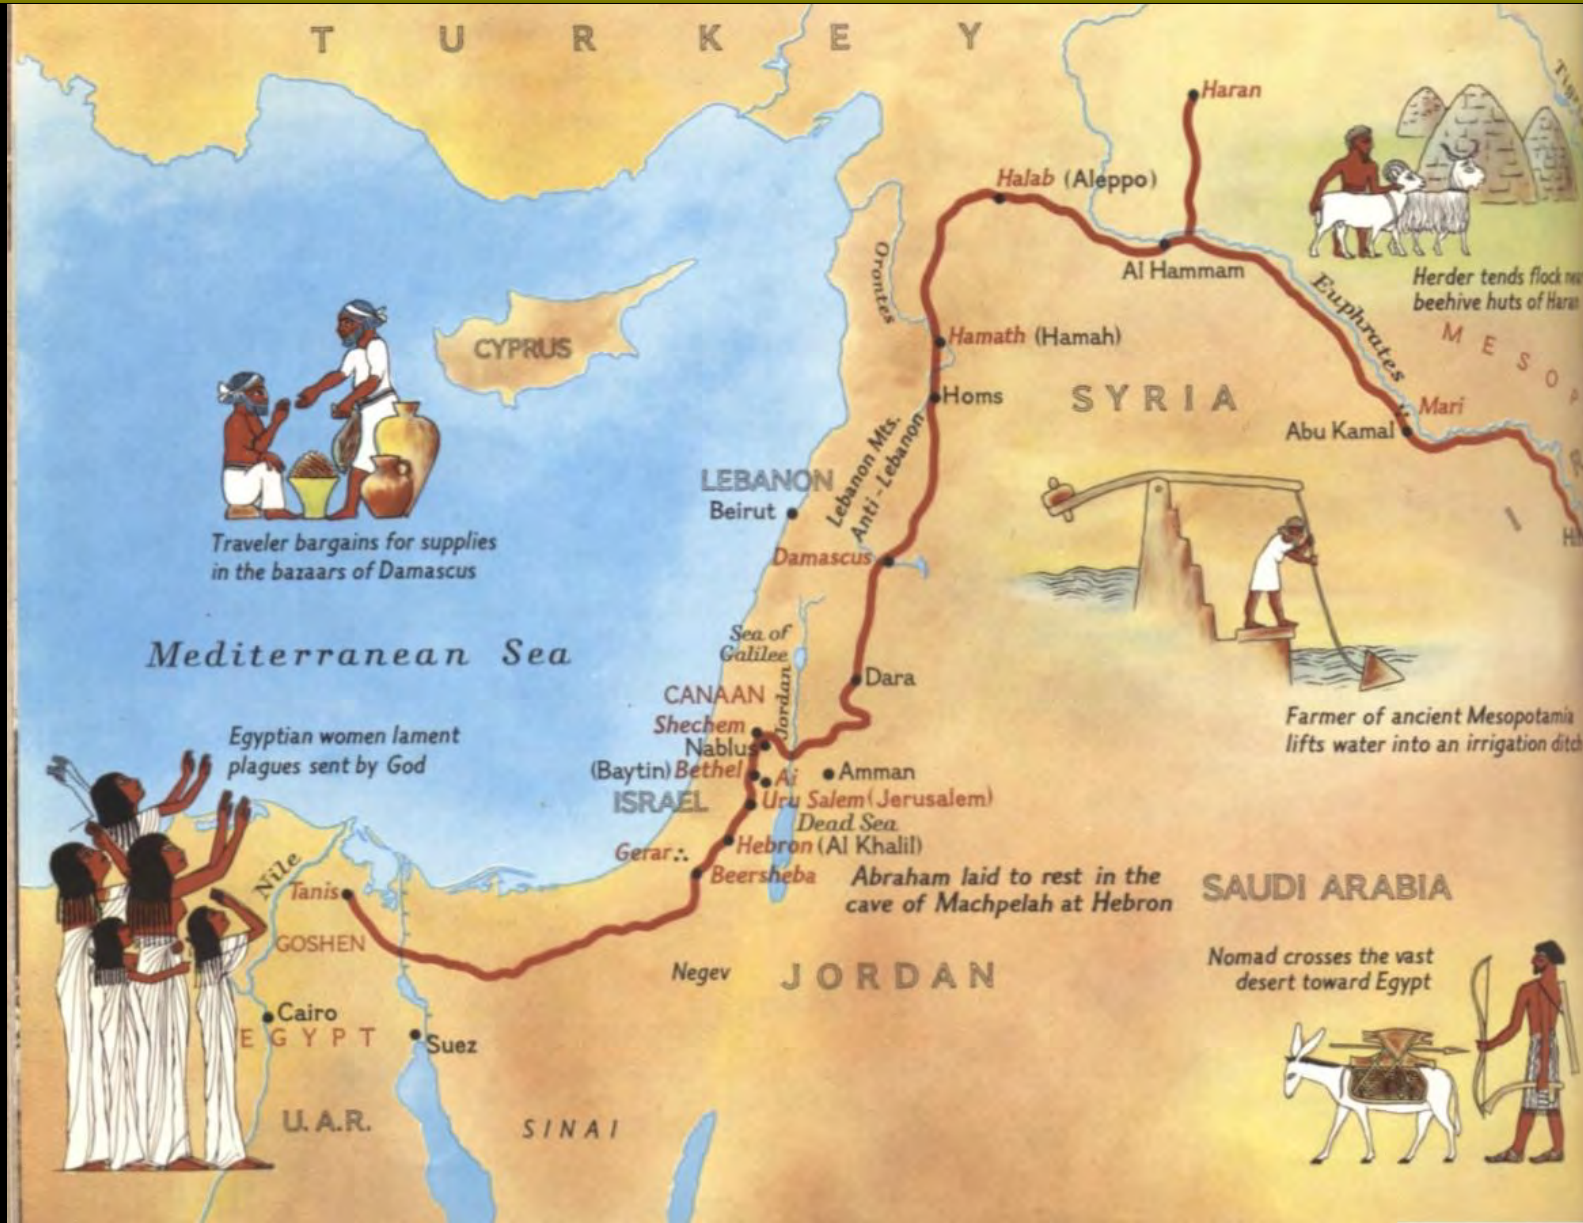 TURKEY
Tigr
Haran
Halab (Aleppo)
Al Hammam
Herder tends flock nea
beehive huts of Haran
Orontes
Euphrates
MESOP
Hamath (Hamah)
CYPRUS
Homs
SYRIA
Mari
Abu Kamal
LEBANON
Lebanon Mts.
Anti-Lebanon
Beirut
I
R
Traveler bargains for supplies
in the bazaars of Damascus
Damascus
Mediterranean Sea
Sea of
Galilee
Jordan
Dara
CANAAN
Shechem
Nablus
Farmer of ancient Mesopotamia
lifts water into an irrigation ditch
Egyptian women lament
plagues sent by God
(Baytin) Bethel
Ai
Amman
ISRAEL
Uru Salem (Jerusalem)
Dead Sea
Gerar
Hebron (Al Khalil)
Beersheba
Abraham laid to rest in the
cave of Machpelah at Hebron
SAUDI ARABIA
Nile
Tanis
GOSHEN
Negev
JORDAN
Nomad crosses the vast
desert toward Egypt
Cairo
EGYPT
Suez
U.A.R.
SINAI